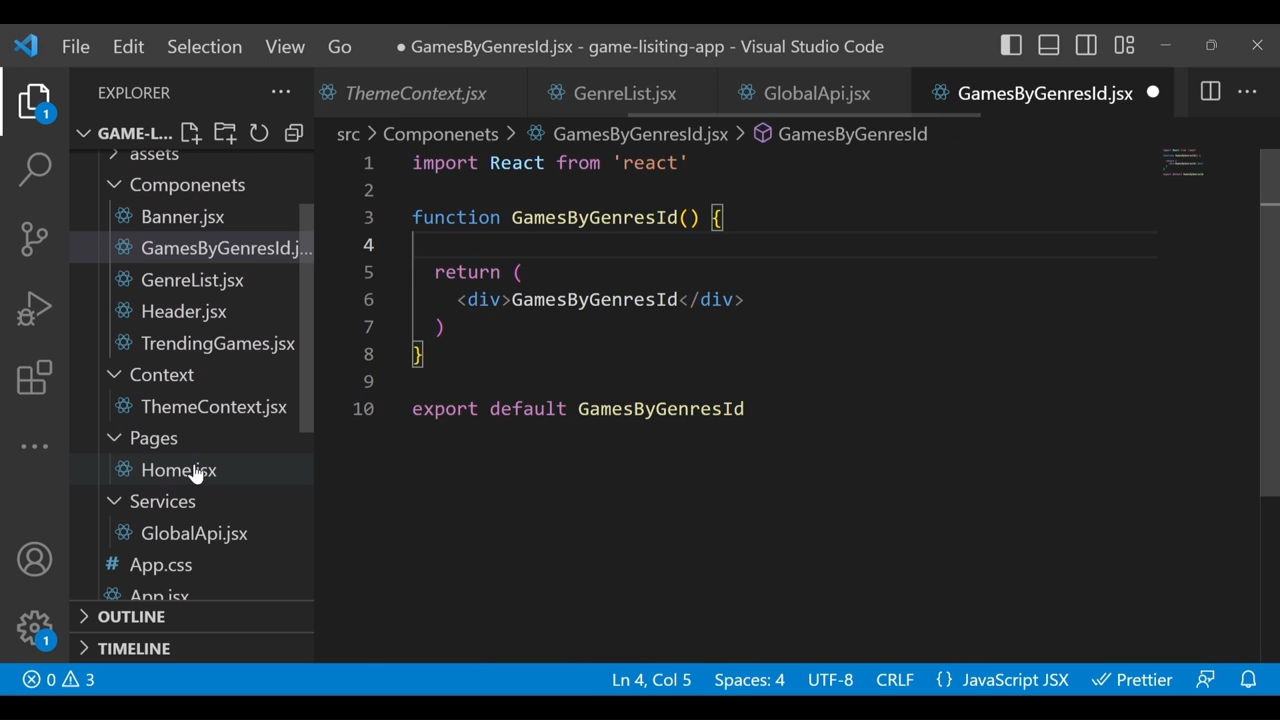 File Edit Selection View Go ● GamesByGenresId.jsx - game-lisiting-app - Visual Studio Code
EXPLORER
ThemeContext.jsx GenreList.jsx GlobalApi.jsx GamesByGenresId.jsx
GAME-L...
src > Componenets > GamesByGenresId.jsx > GamesByGenresId
assets
Componenets
Banner.jsx
GamesByGenresId.j...
GenreList.jsx
Header.jsx
TrendingGames.jsx
Context
ThemeContext.jsx
Pages
Home.jsx
Services
GlobalApi.jsx
# App.css
App.jsx
OUTLINE
TIMELINE
1 import React from 'react'
2
3 function GamesByGenresId() {
4
5 return (
6 <div>GamesByGenresId</div>
7 )
8 }
9
10 export default GamesByGenresId
1
1
0 3 Ln 4, Col 5 Spaces: 4 UTF-8 CRLF {} JavaScript JSX Prettier